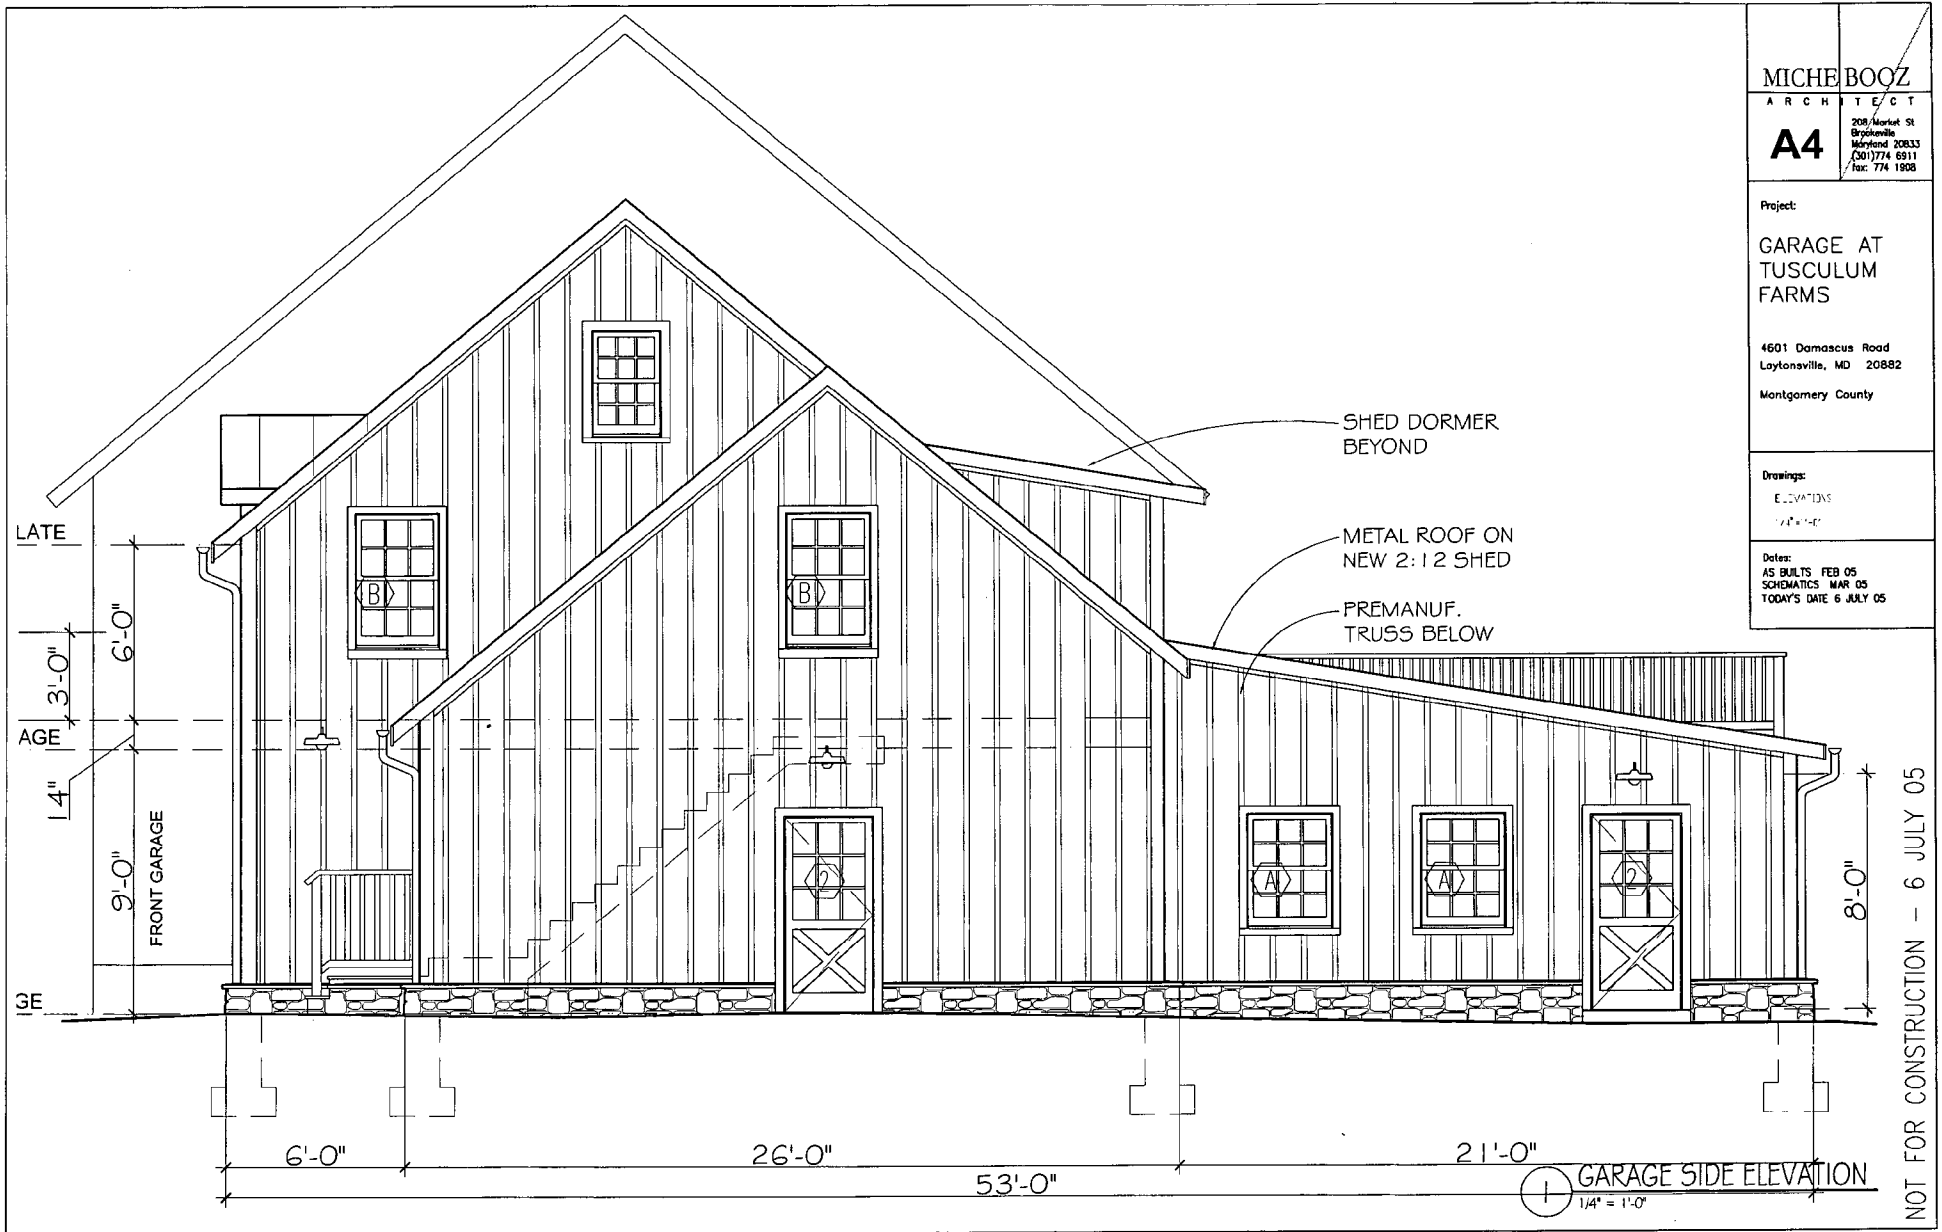 MICHE BOOZ
ARCHITECT
A4
208 Market St
Brookeville
Maryland 20833
(301)774 6911
fax: 774 1908
Project:
GARAGE AT
TUSCULUM
FARMS
4601 Damascus Road
Laytonsville, MD 20882
Montgomery County
Drawings:
ELEVATIONS
1/4"=1'-0"
Dates:
AS BUILTS FEB 05
SCHEMATICS MAR 05
TODAY'S DATE 6 JULY 05
SHED DORMER
BEYOND
METAL ROOF ON
NEW 2:12 SHED
PREMANUF.
TRUSS BELOW
LATE
6'-0"
3'-0"
AGE
14"
9'-0"
FRONT GARAGE
GE
B
B
2
A
A
2
8'-0"
6'-0"
26'-0"
21'-0"
53'-0"
1
GARAGE SIDE ELEVATION
1/4" = 1'-0"
NOT FOR CONSTRUCTION - 6 JULY 05